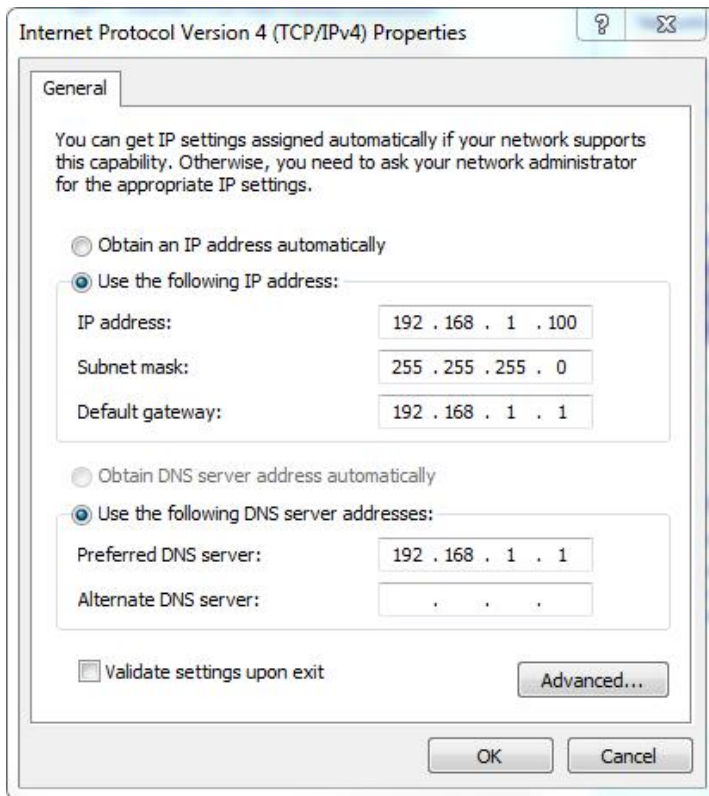 Internet Protocol Version 4 (TCP/IPv4) Properties
General
You can get IP settings assigned automatically if your network supports
this capability. Otherwise, you need to ask your network administrator
for the appropriate IP settings.
Obtain an IP address automatically
Use the following IP address:
IP address: 192 . 168 . 1 . 100
Subnet mask: 255 . 255 . 255 . 0
Default gateway: 192 . 168 . 1 . 1
Obtain DNS server address automatically
Use the following DNS server addresses:
Preferred DNS server: 192 . 168 . 1 . 1
Alternate DNS server: . . .
Validate settings upon exit
Advanced...
OK Cancel